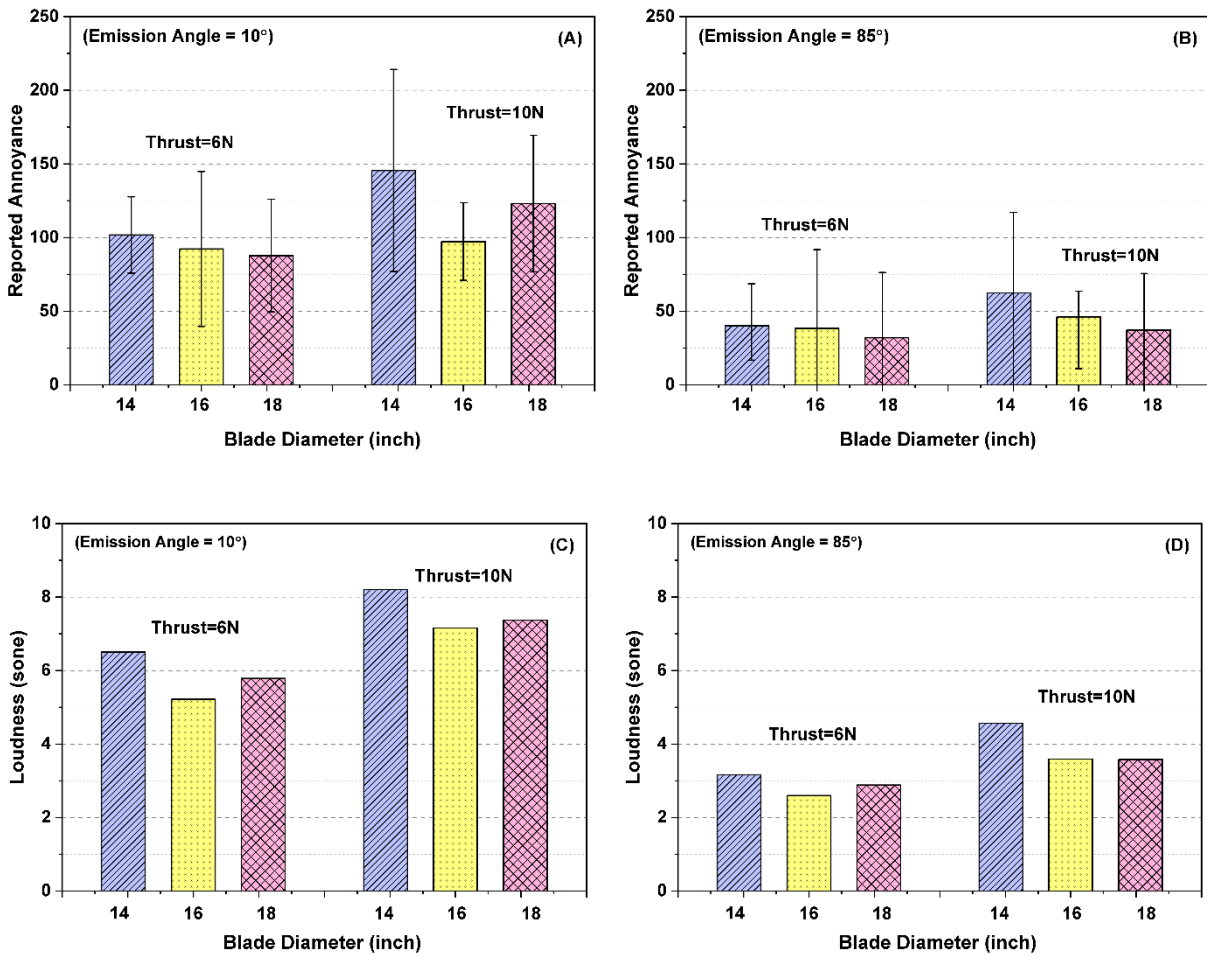 (Emission Angle = 10°)
(A)
Thrust=6N
Thrust=10N
Reported Annoyance
250
200
150
100
50
0
14 16 18 14 16 18
Blade Diameter (inch)
(Emission Angle = 85°)
(B)
Thrust=6N
Thrust=10N
Reported Annoyance
250
200
150
100
50
0
14 16 18 14 16 18
Blade Diameter (inch)
(Emission Angle = 10°)
(C)
Thrust=6N
Thrust=10N
Loudness (sone)
10
8
6
4
2
0
14 16 18 14 16 18
Blade Diameter (inch)
(Emission Angle = 85°)
(D)
Thrust=6N
Thrust=10N
Loudness (sone)
10
8
6
4
2
0
14 16 18 14 16 18
Blade Diameter (inch)